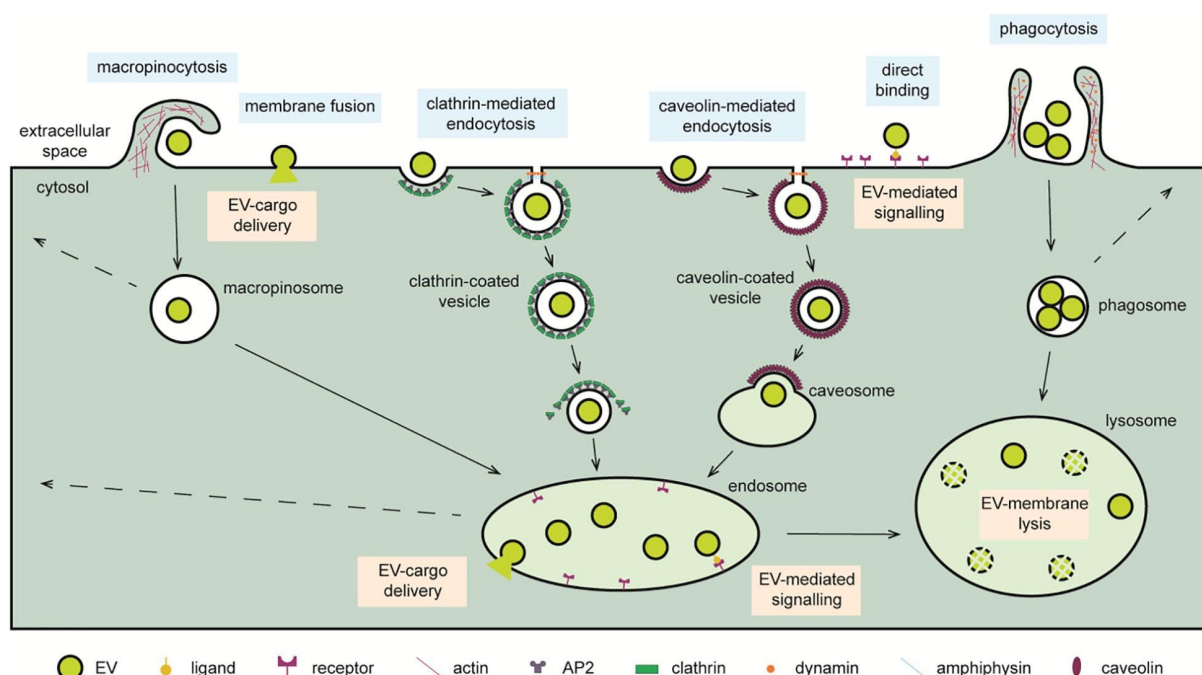 phagocytosis
macropinocytosis
membrane fusion
clathrin-mediated
endocytosis
caveolin-mediated
endocytosis
direct
binding
extracellular
space
cytosol
EV-cargo
delivery
EV-mediated
signalling
macropinosome
clathrin-coated
vesicle
caveolin-coated
vesicle
phagosome
caveosome
lysosome
endosome
EV-membrane
lysis
EV-cargo
delivery
EV-mediated
signalling
EV
ligand
receptor
actin
AP2
clathrin
dynamin
amphiphysin
caveolin